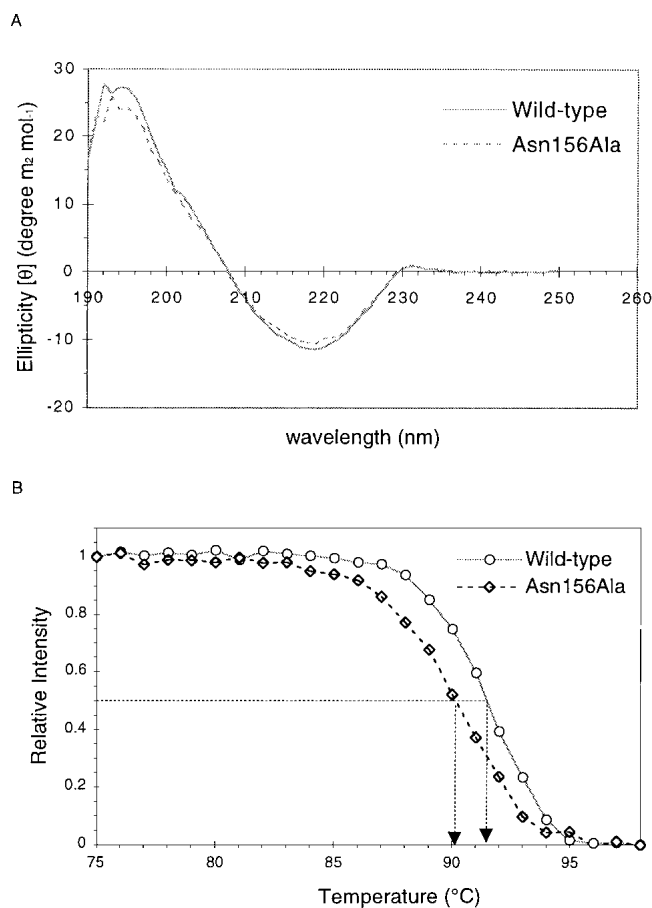 A
30
20
10
0
-10
-20
190 200 210 220 230 240 250 260
Ellipticity [θ] (degree m2 mol-1)
wavelength (nm)
Wild-type
Asn156Ala
B
1
0.8
0.6
0.4
0.2
0
75 80 85 90 95
Relative Intensity
Temperature (°C)
Wild-type
Asn156Ala